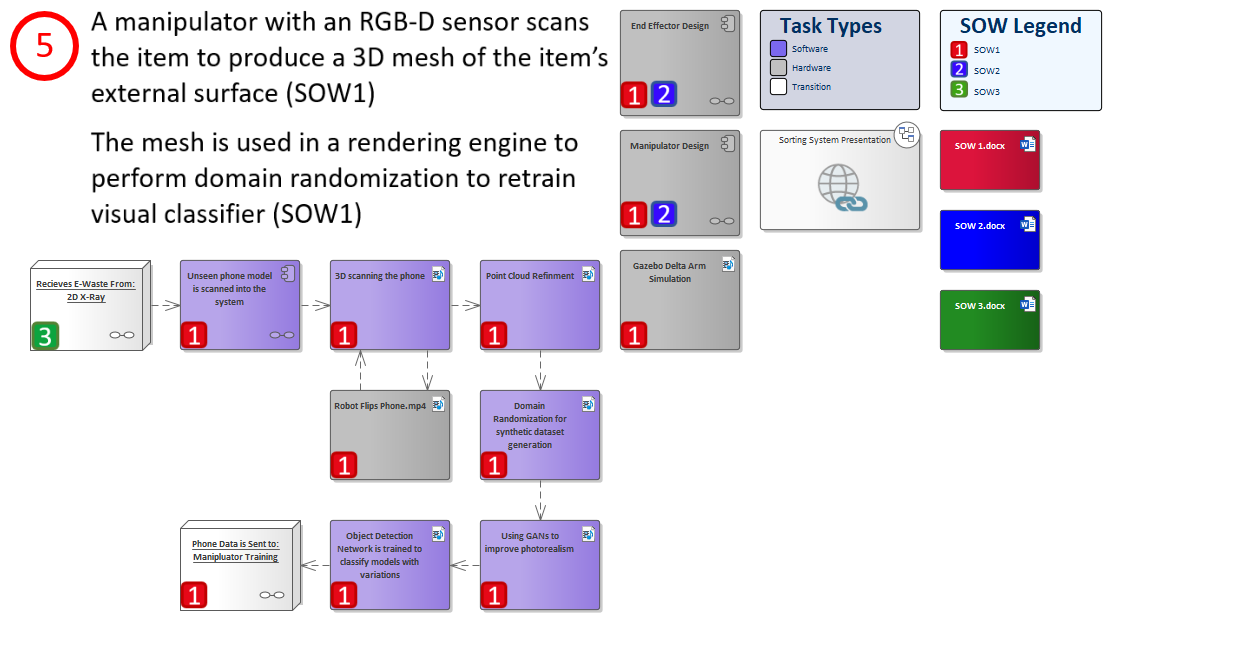 5
A manipulator with an RGB-D sensor scans
the item to produce a 3D mesh of the item's
external surface (SOW1)
The mesh is used in a rendering engine to
perform domain randomization to retrain
visual classifier (SOW1)
End Effector Design
1 2
Task Types
Software
Hardware
Transition
SOW Legend
1 SOW1
2 SOW2
3 SOW3
Manipulator Design
1 2
Sorting System Presentation
SOW 1.docx
SOW 2.docx
SOW 3.docx
Recieves E-Waste From:
2D X-Ray
3
Unseen phone model
is scanned into the
system
1
3D scanning the phone
1
Point Cloud Refinment
1
Gazebo Delta Arm
Simulation
1
Robot Flips Phone.mp4
1
Domain
Randomization for
synthetic dataset
generation
1
Phone Data is Sent to:
Manipluator Training
1
Object Detection
Network is trained to
classify models with
variations
1
Using GANs to
improve photorealism
1